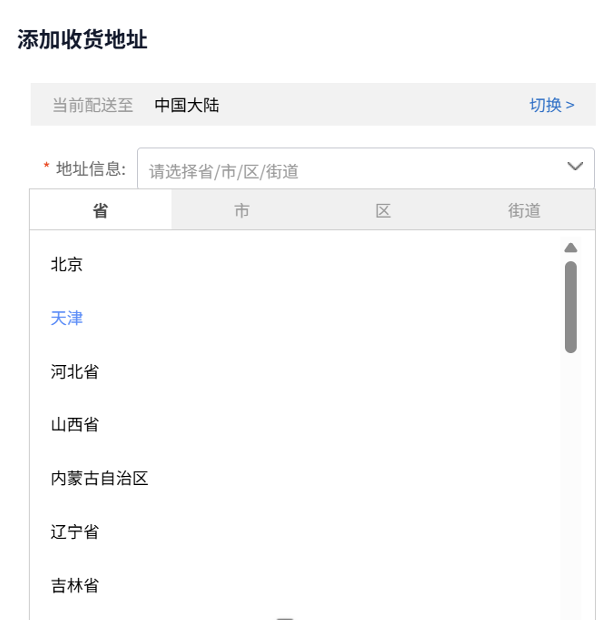 添加收货地址
当前配送至 中国大陆 切换 >
* 地址信息: 请选择省/市/区/街道
省 市 区 街道
北京
天津
河北省
山西省
内蒙古自治区
辽宁省
吉林省